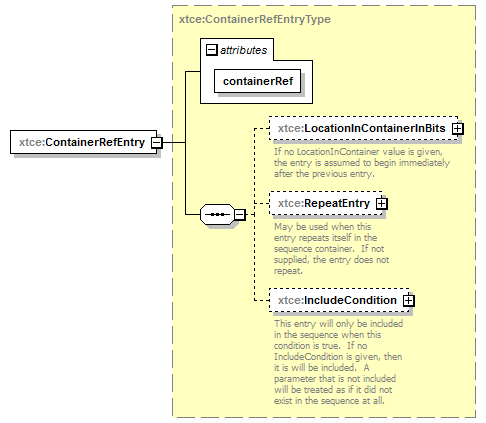 xtce:ContainerRefEntryType
attributes
containerRef
xtce:ContainerRefEntry
xtce:LocationInContainerInBits
If no LocationInContainer value is given,
the entry is assumed to begin immediately
after the previous entry.
xtce:RepeatEntry
May be used when this
entry repeats itself in the
sequence container.  If not
supplied, the entry does not
repeat.
xtce:IncludeCondition
This entry will only be included
in the sequence when this
condition is true.  If no
IncludeCondition is given, then
it is will be included.  A
parameter that is not included
will be treated as if it did not
exist in the sequence at all.